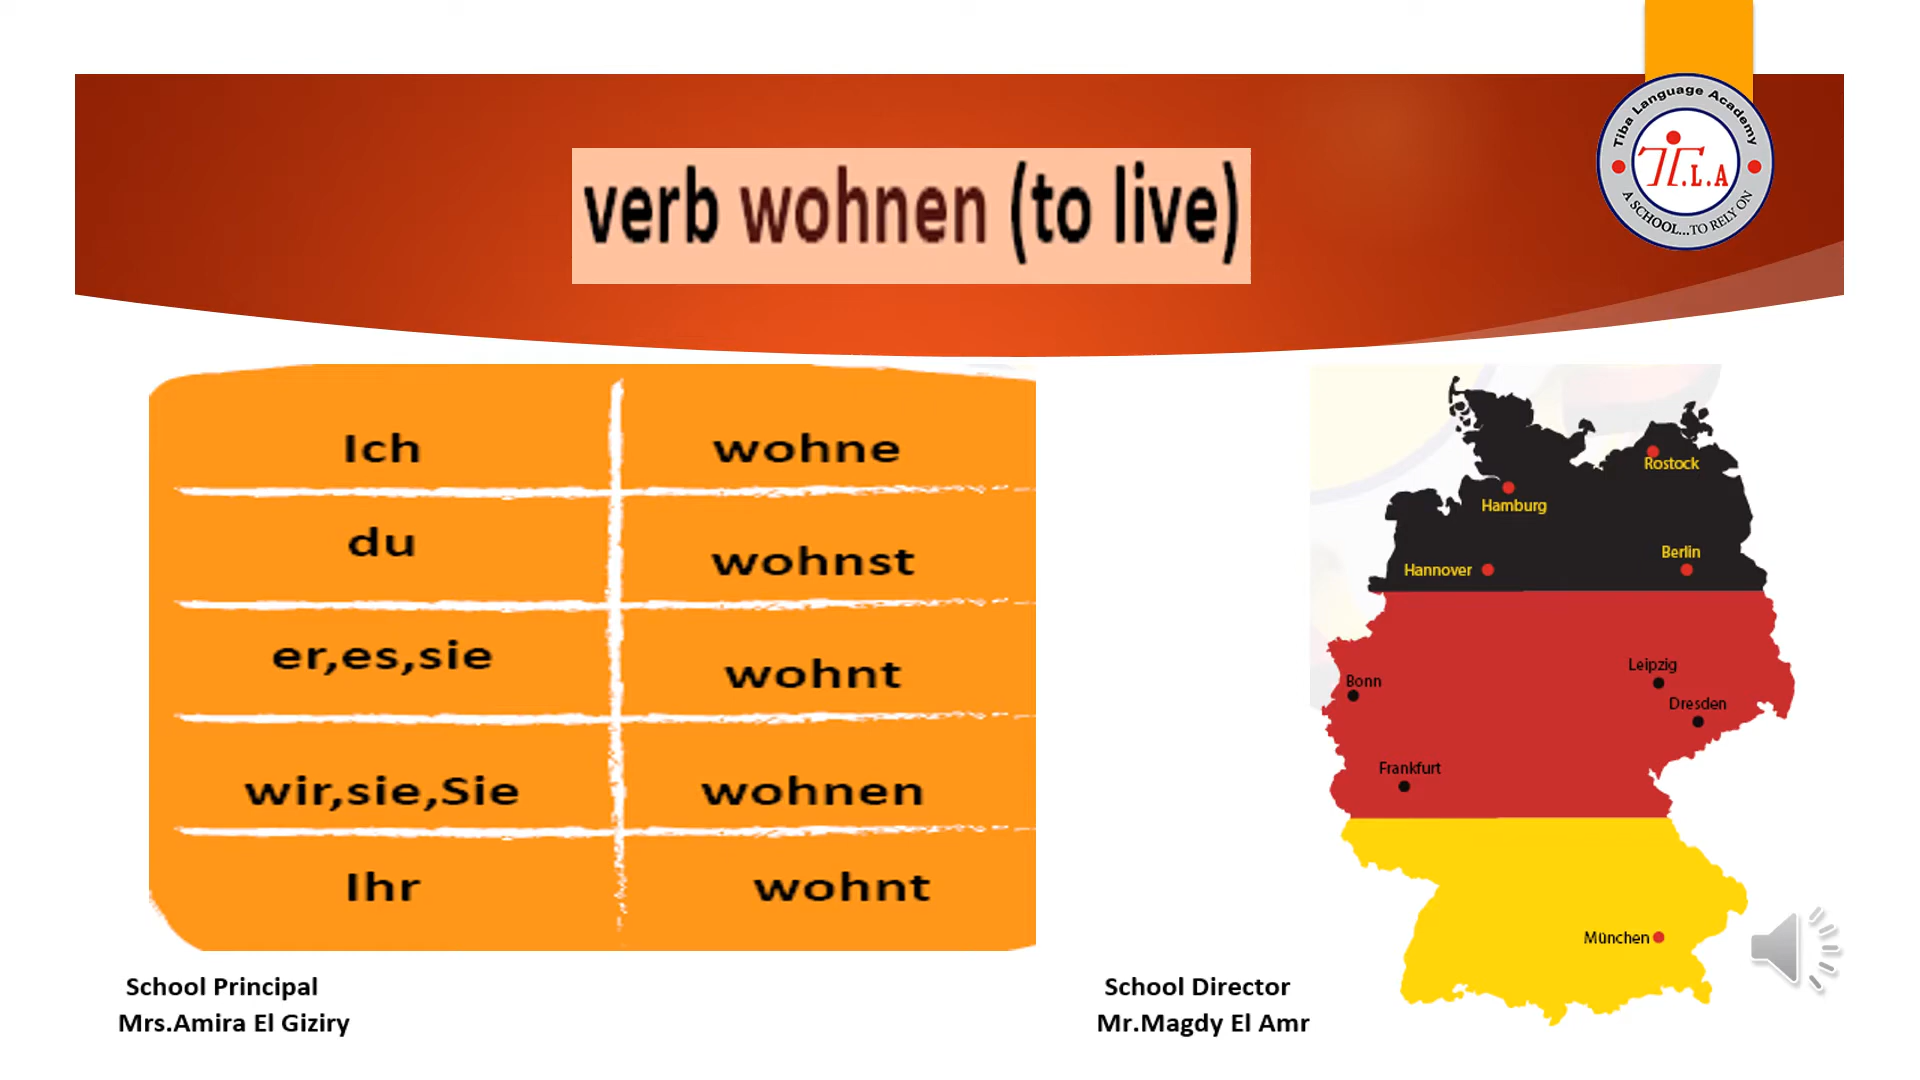 Tiba Language Academy
T.L.A
A SCHOOL...TO RELY ON
verb wohnen (to live)
Ich wohne
du wohnst
er,es,sie wohnt
wir,sie,Sie wohnen
Ihr wohnt
Rostock
Hamburg
Berlin
Hannover
Leipzig
Bonn
Dresden
Frankfurt
München
School Principal
Mrs.Amira El Giziry
School Director
Mr.Magdy El Amr